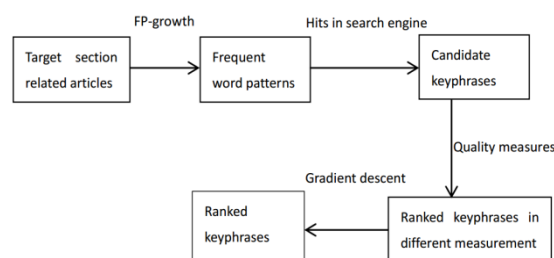 FP-growth
Hits in search engine
Target section
related articles
Frequent
word patterns
Candidate
keyphrases
Quality measures
Gradient descent
Ranked
keyphrases
Ranked keyphrases in
different measurement